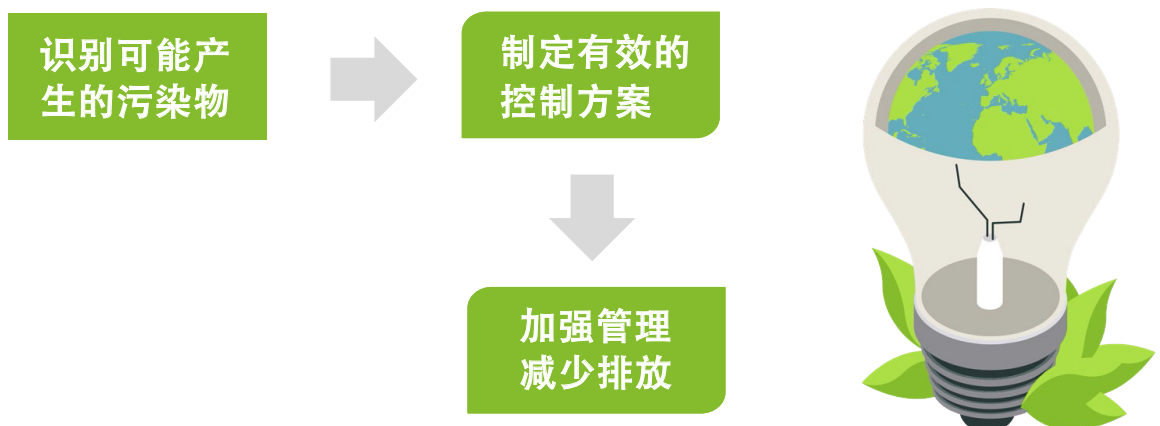 识别可能产
生的污染物
制定有效的
控制方案
加强管理
减少排放